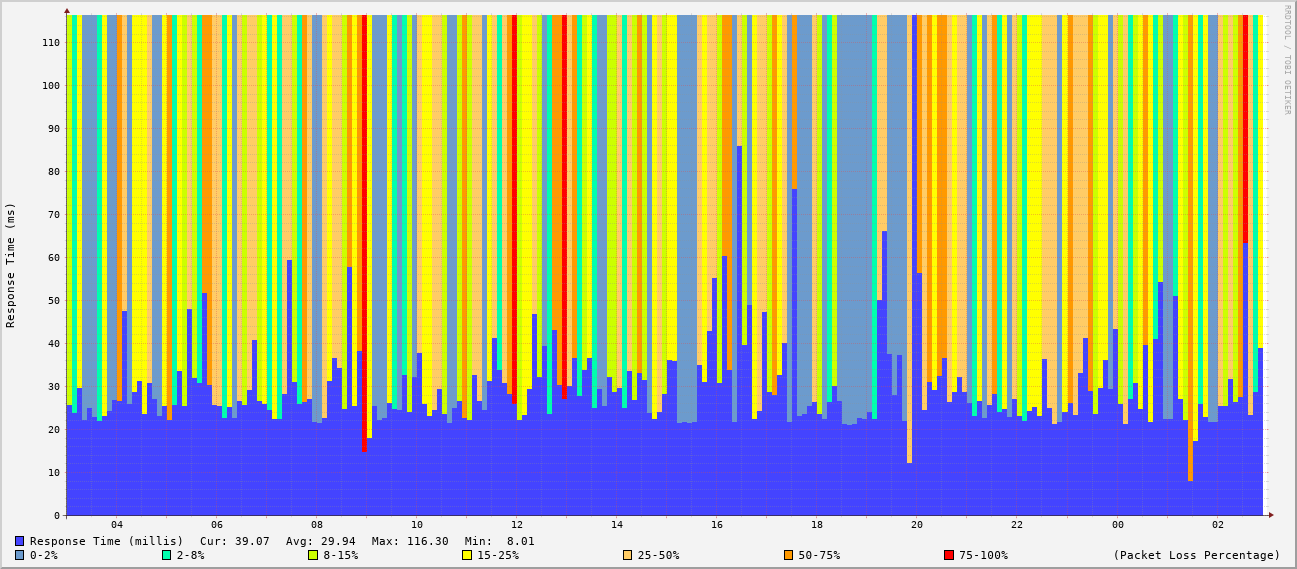 RRDTOOL / TOBI OETIKER
Response Time (ms)
110
100
90
80
70
60
50
40
30
20
10
0
04 06 08 10 12 14 16 18 20 22 00 02
Response Time (millis) Cur: 39.07 Avg: 29.94 Max: 116.30 Min: 8.01
0-2% 2-8% 8-15% 15-25% 25-50% 50-75% 75-100% (Packet Loss Percentage)